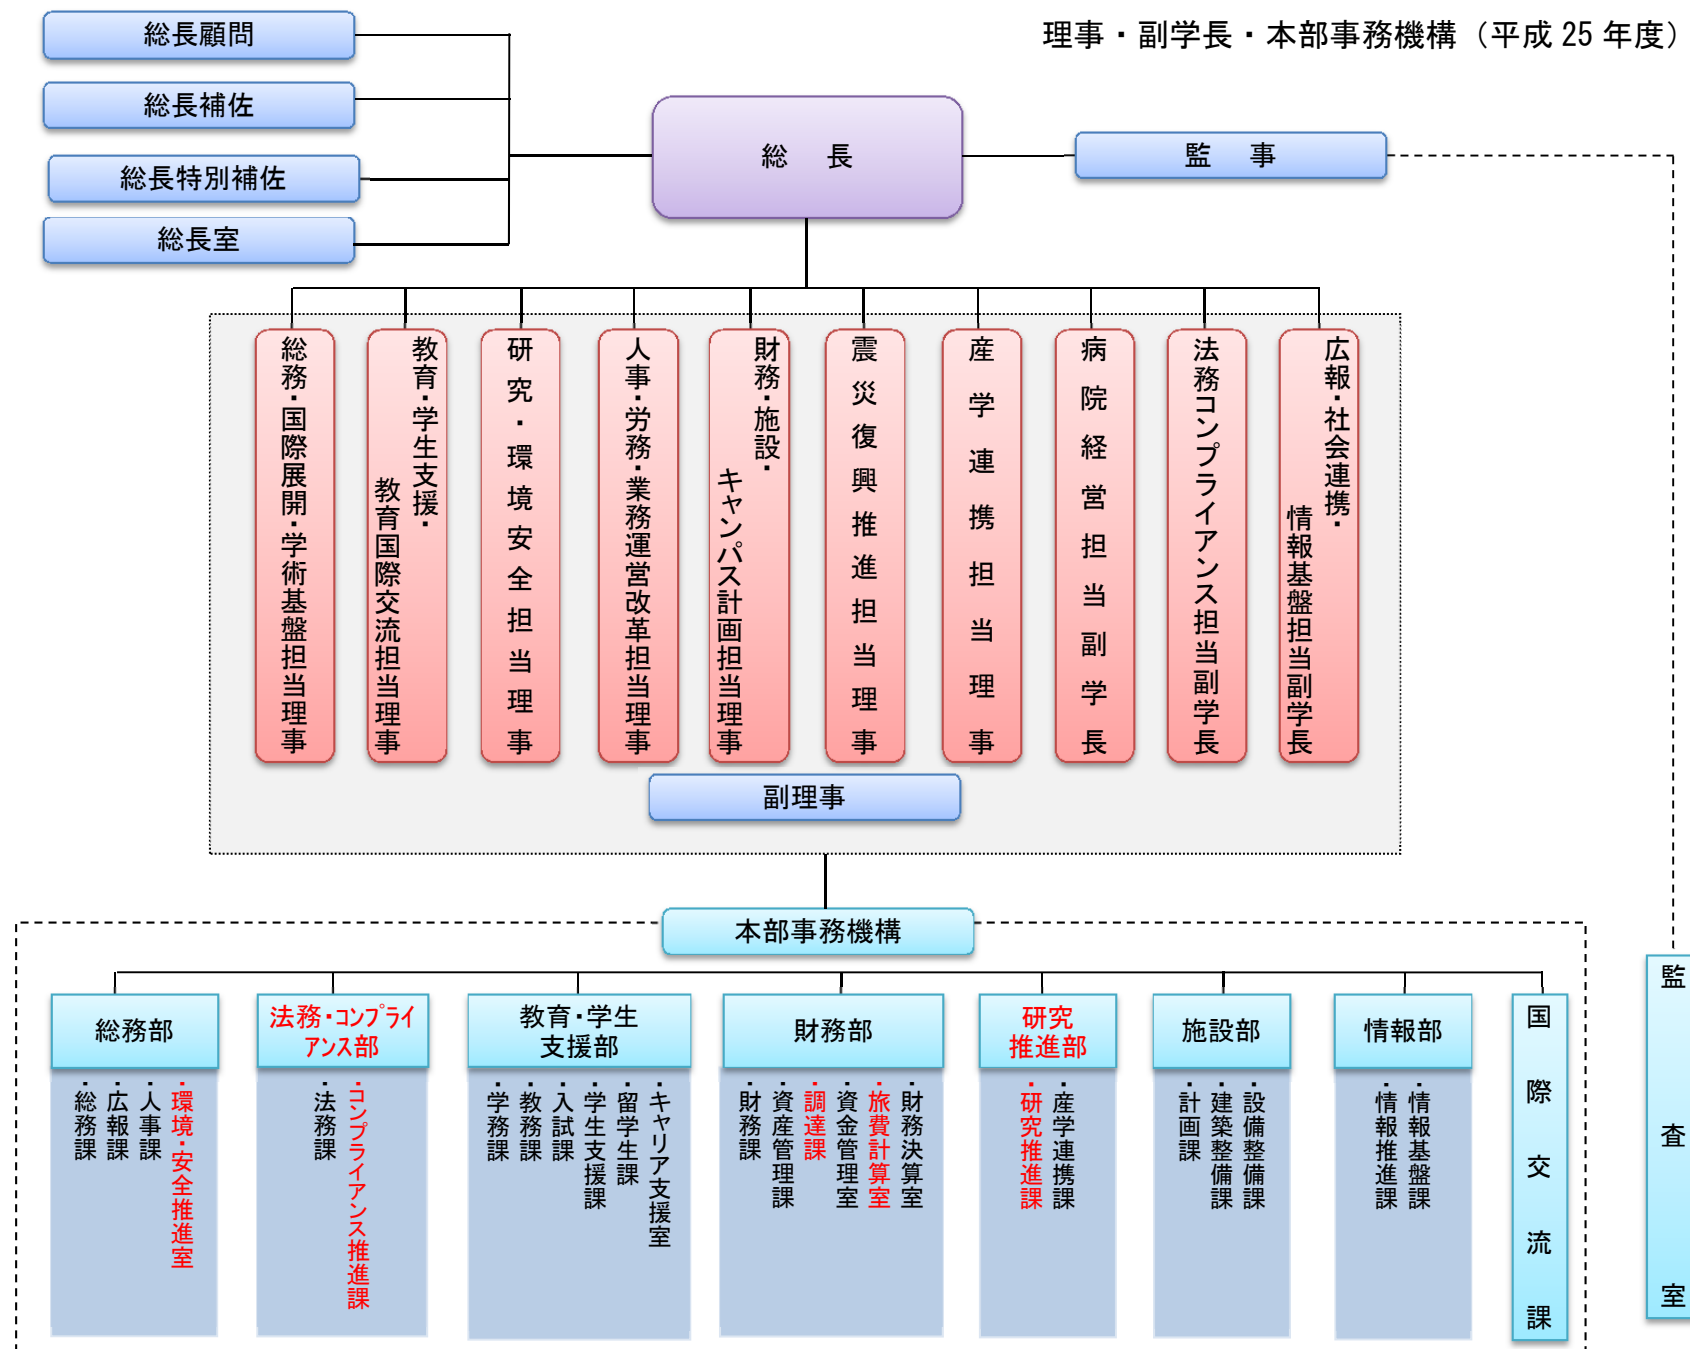 理事・副学長・本部事務機構（平成 25 年度）
総長顧問
総長補佐
総長特別補佐
総長室
総　長
監　事
総務・国際展開・学術基盤担当理事
教育・学生支援・
教育国際交流担当理事
研究・環境安全担当理事
人事・労務・業務運営改革担当理事
財務・施設・
キャンパス計画担当理事
震災復興推進担当理事
産学連携担当理事
病院経営担当副学長
法務コンプライアンス担当副学長
広報・社会連携・
情報基盤担当副学長
副理事
本部事務機構
総務部
・総務課
・広報課
・人事課
・環境・安全推進室
法務・コンプライ
アンス部
・法務課
・コンプライアンス推進課
教育・学生
支援部
・学務課
・教務課
・入試課
・学生支援課
・留学生課
・キャリア支援室
財務部
・財務課
・資産管理課
・調達課
・資金管理室
・旅費計算室
・財務決算室
研究
推進部
・研究推進課
・産学連携課
施設部
・計画課
・建築整備課
・設備整備課
情報部
・情報推進課
・情報基盤課
国際交流課
監査室